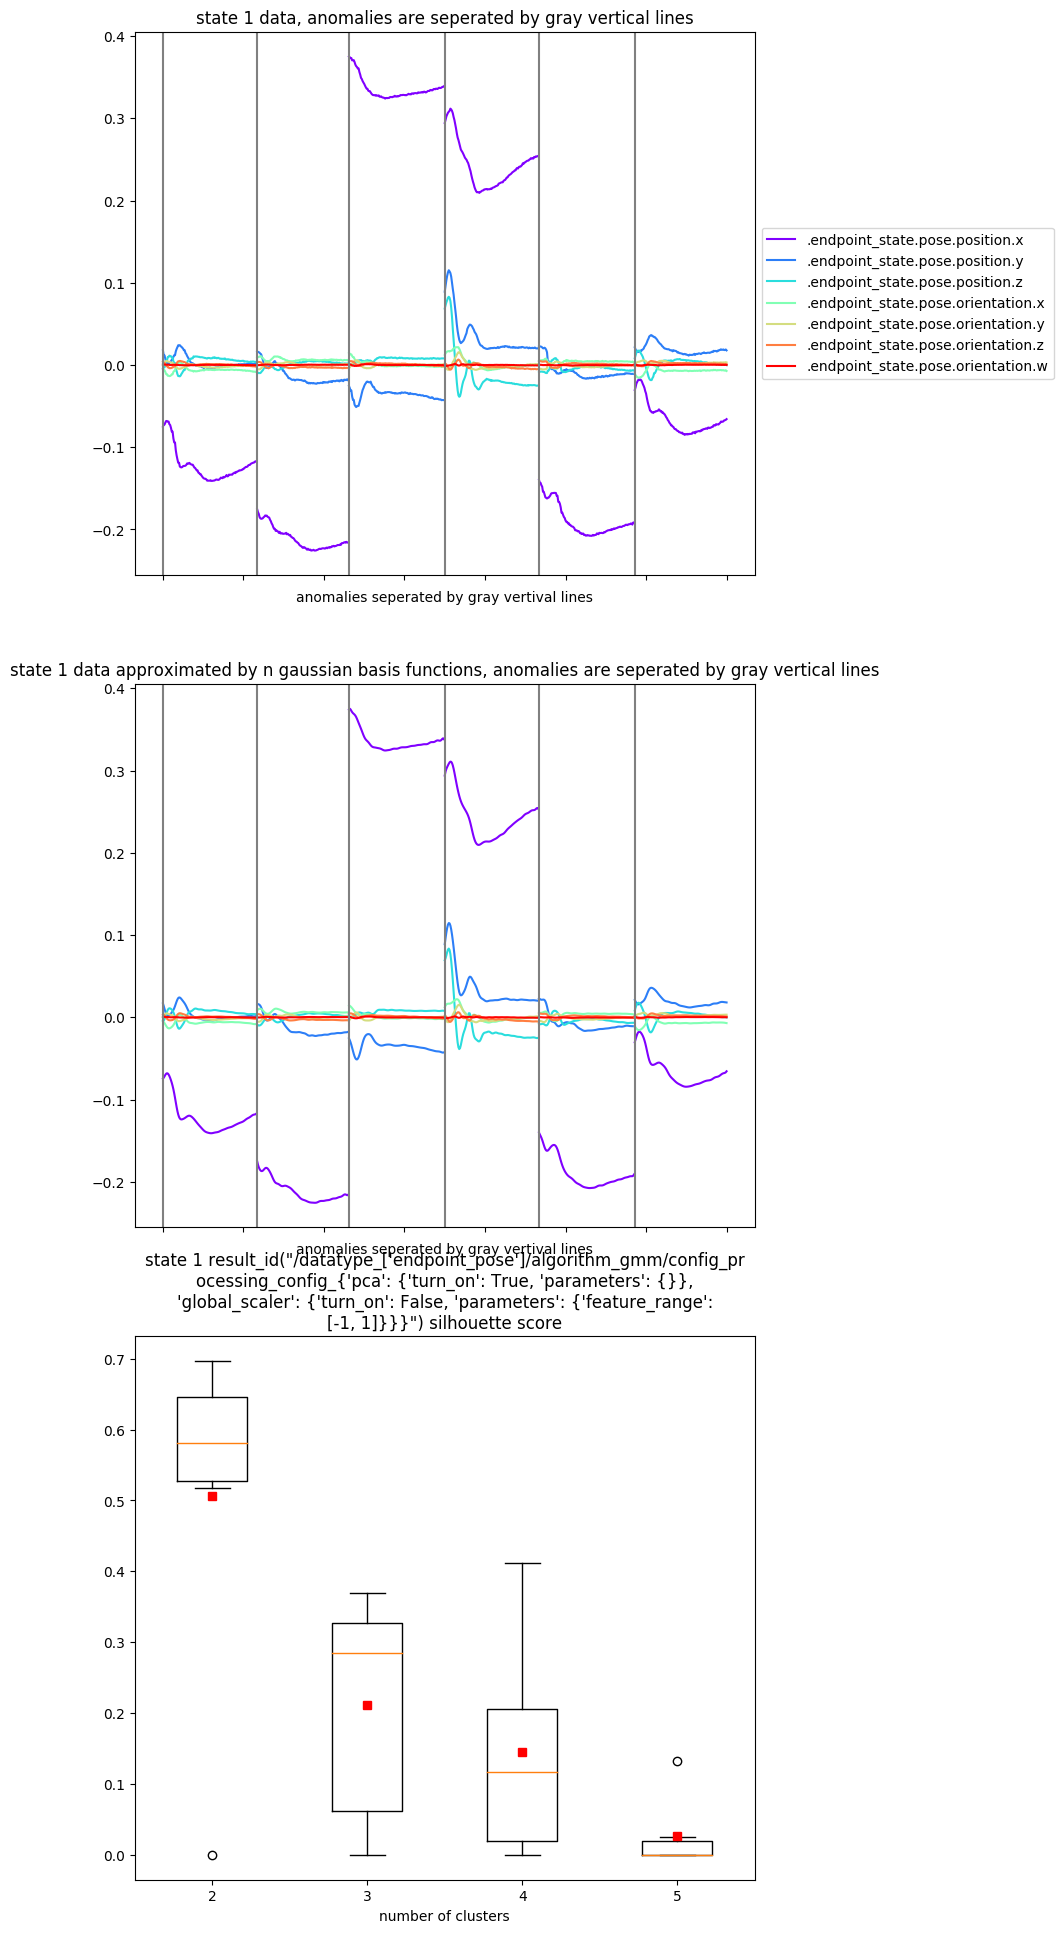 state 1 data, anomalies are seperated by gray vertical lines
0.4
0.3
0.2
0.1
0.0
−0.1
−0.2
.endpoint_state.pose.position.x
.endpoint_state.pose.position.y
.endpoint_state.pose.position.z
.endpoint_state.pose.orientation.x
.endpoint_state.pose.orientation.y
.endpoint_state.pose.orientation.z
.endpoint_state.pose.orientation.w
anomalies seperated by gray vertival lines
state 1 data approximated by n gaussian basis functions, anomalies are seperated by gray vertical lines
0.4
0.3
0.2
0.1
0.0
−0.1
−0.2
anomalies seperated by gray vertival lines
state 1 result_id("/datatype_['endpoint_pose']/algorithm_gmm/config_pr
ocessing_config_{'pca': {'turn_on': True, 'parameters': {}},
'global_scaler': {'turn_on': False, 'parameters': {'feature_range':
[-1, 1]}}}") silhouette score
0.7
0.6
0.5
0.4
0.3
0.2
0.1
0.0
2 3 4 5
number of clusters